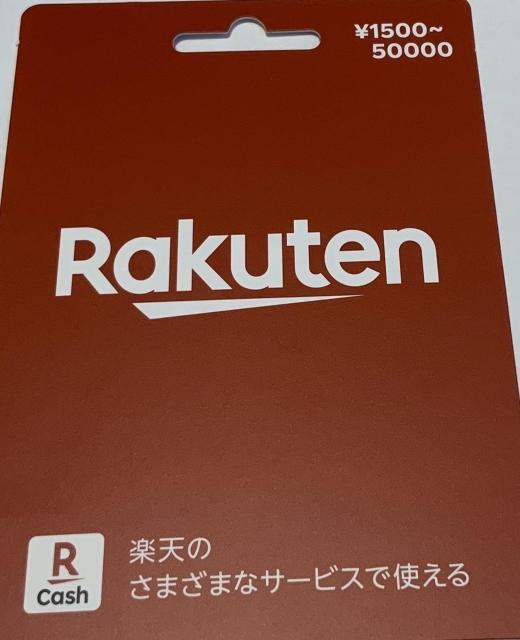 ¥1500~
50000
Rakuten
R
Cash
楽天の
さまざまなサービスで使える